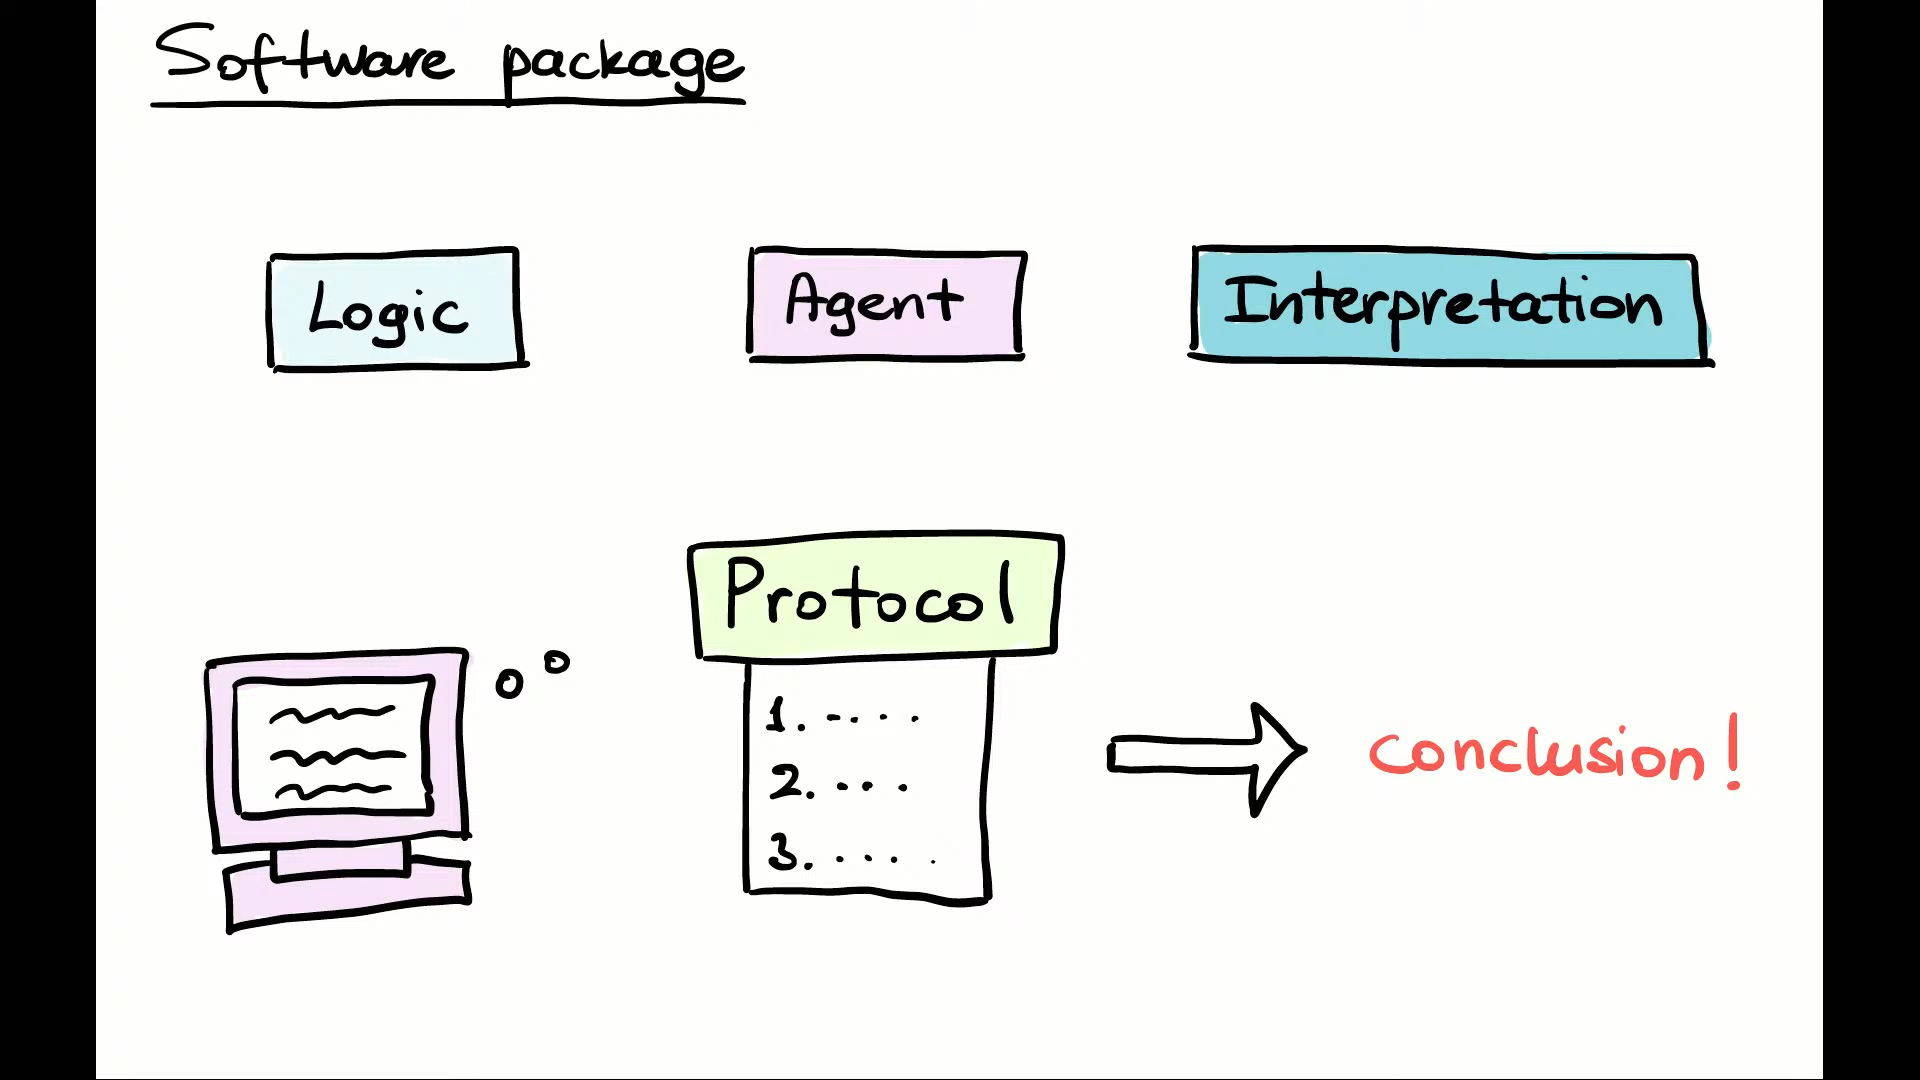 Software package
Logic
Agent
Interpretation
Protocol
1.
2.
3.
conclusion!